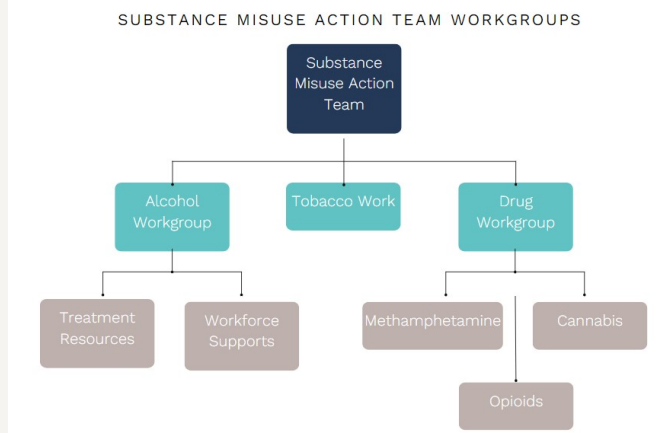 SUBSTANCE MISUSE ACTION TEAM WORKGROUPS
Substance
Misuse Action
Team
Alcohol
Workgroup
Tobacco Work
Drug
Workgroup
Treatment
Resources
Workforce
Supports
Methamphetamine
Cannabis
Opioids